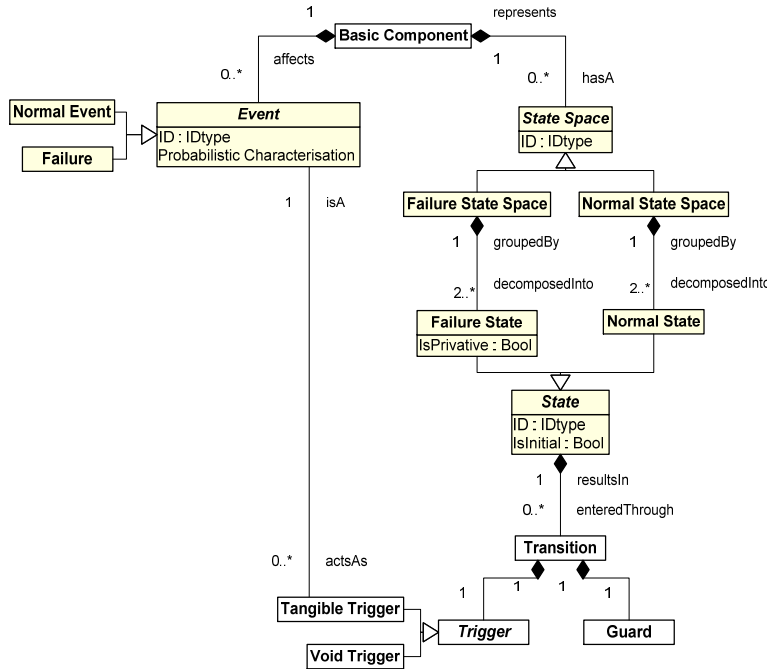 1
represents
Basic Component
affects
1
0..*
0..*
hasA
Normal Event
Failure
Event
ID : IDtype
Probabilistic Characterisation
State Space
ID : IDtype
1
isA
Failure State Space
Normal State Space
1
groupedBy
1
groupedBy
2..*
decomposedInto
2..*
decomposedInto
Failure State
IsPrivative : Bool
Normal State
State
ID : IDtype
IsInitial : Bool
1
resultsIn
0..*
enteredThrough
Transition
0..*
actsAs
1
1
1
1
Tangible Trigger
Void Trigger
Trigger
Guard